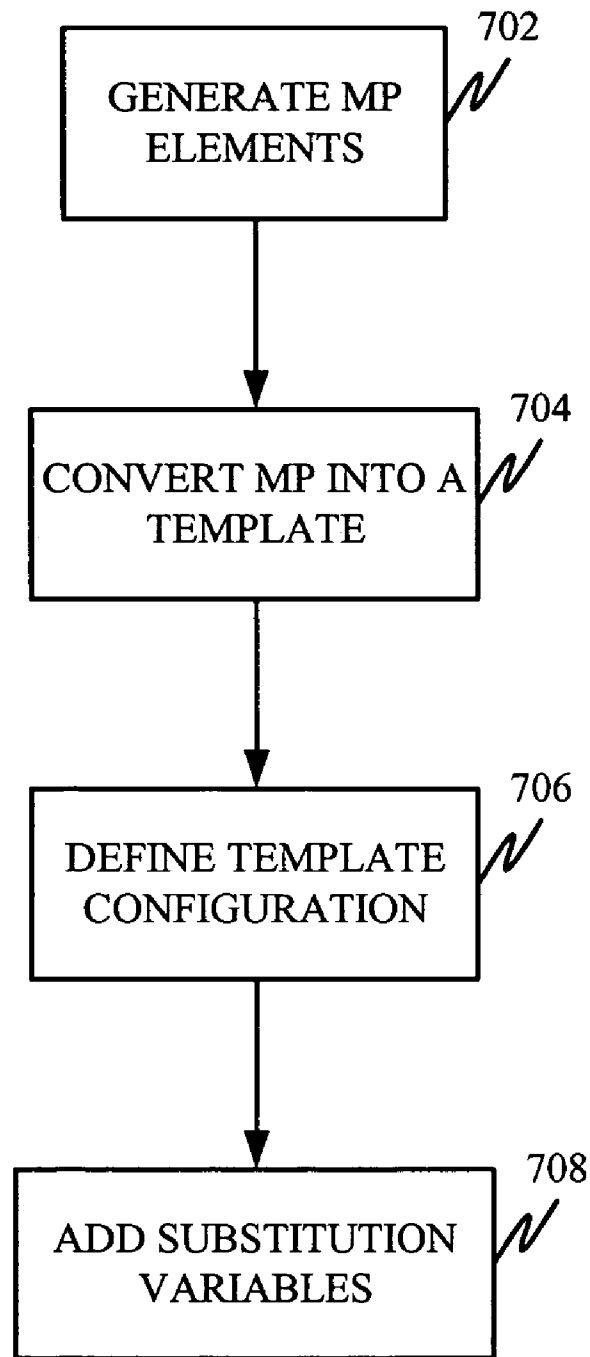 702
GENERATE MP
ELEMENTS
704
CONVERT MP INTO A
TEMPLATE
706
DEFINE TEMPLATE
CONFIGURATION
708
ADD SUBSTITUTION
VARIABLES